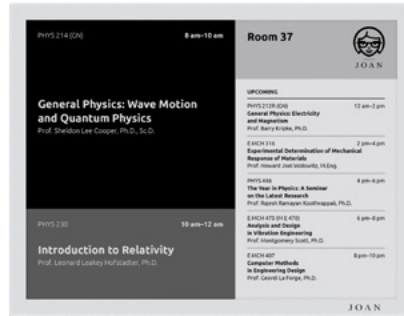 PHYS 214 (GN) 8 am–10 am
General Physics: Wave Motion
and Quantum Physics
Prof. Sheldon Lee Cooper, Ph.D., Sc.D.
PHYS 230 10 am–12 am
Introduction to Relativity
Prof. Leonard Leakey Hofstadter, Ph.D.
Room 37
JOAN
UPCOMING
PHYS 212R (GN) 12 am–2 pm
General Physics: Electricity
and Magnetism
Prof. Barry Kripke, Ph.D.
E MCH 316 2 pm–4 pm
Experimental Determination of Mechanical
Response of Materials
Prof. Howard Joel Wolowitz, M.Eng.
PHYS 446 4 pm–6 pm
The Year in Physics: A Seminar
on the Latest Research
Prof. Rajesh Ramayan Koothrappali, Ph.D.
E MCH 470 (M E 470) 6 pm–8 pm
Analysis and Design
in Vibration Engineering
Prof. Montgomery Scott, Ph.D.
E MCH 407 8 pm–10 pm
Computer Methods
in Engineering Design
Prof. Geordi La Forge, Ph.D.
JOAN